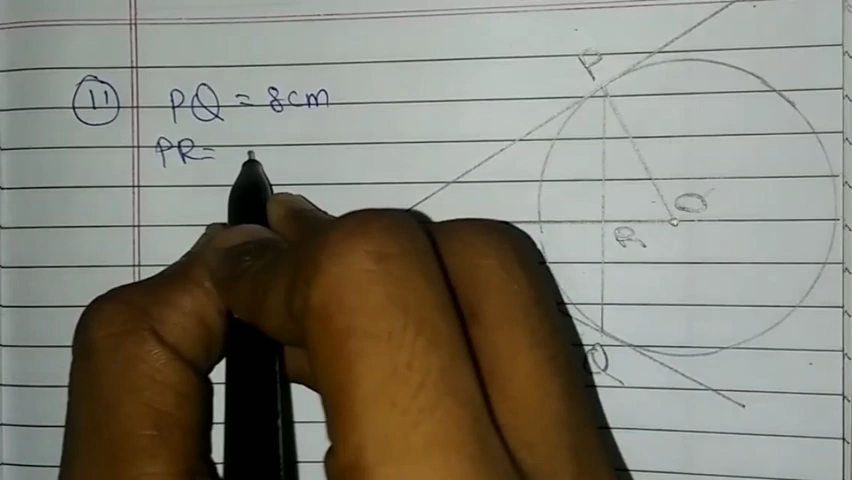 11 PQ = 8cm
PR =
P
O
R
Q